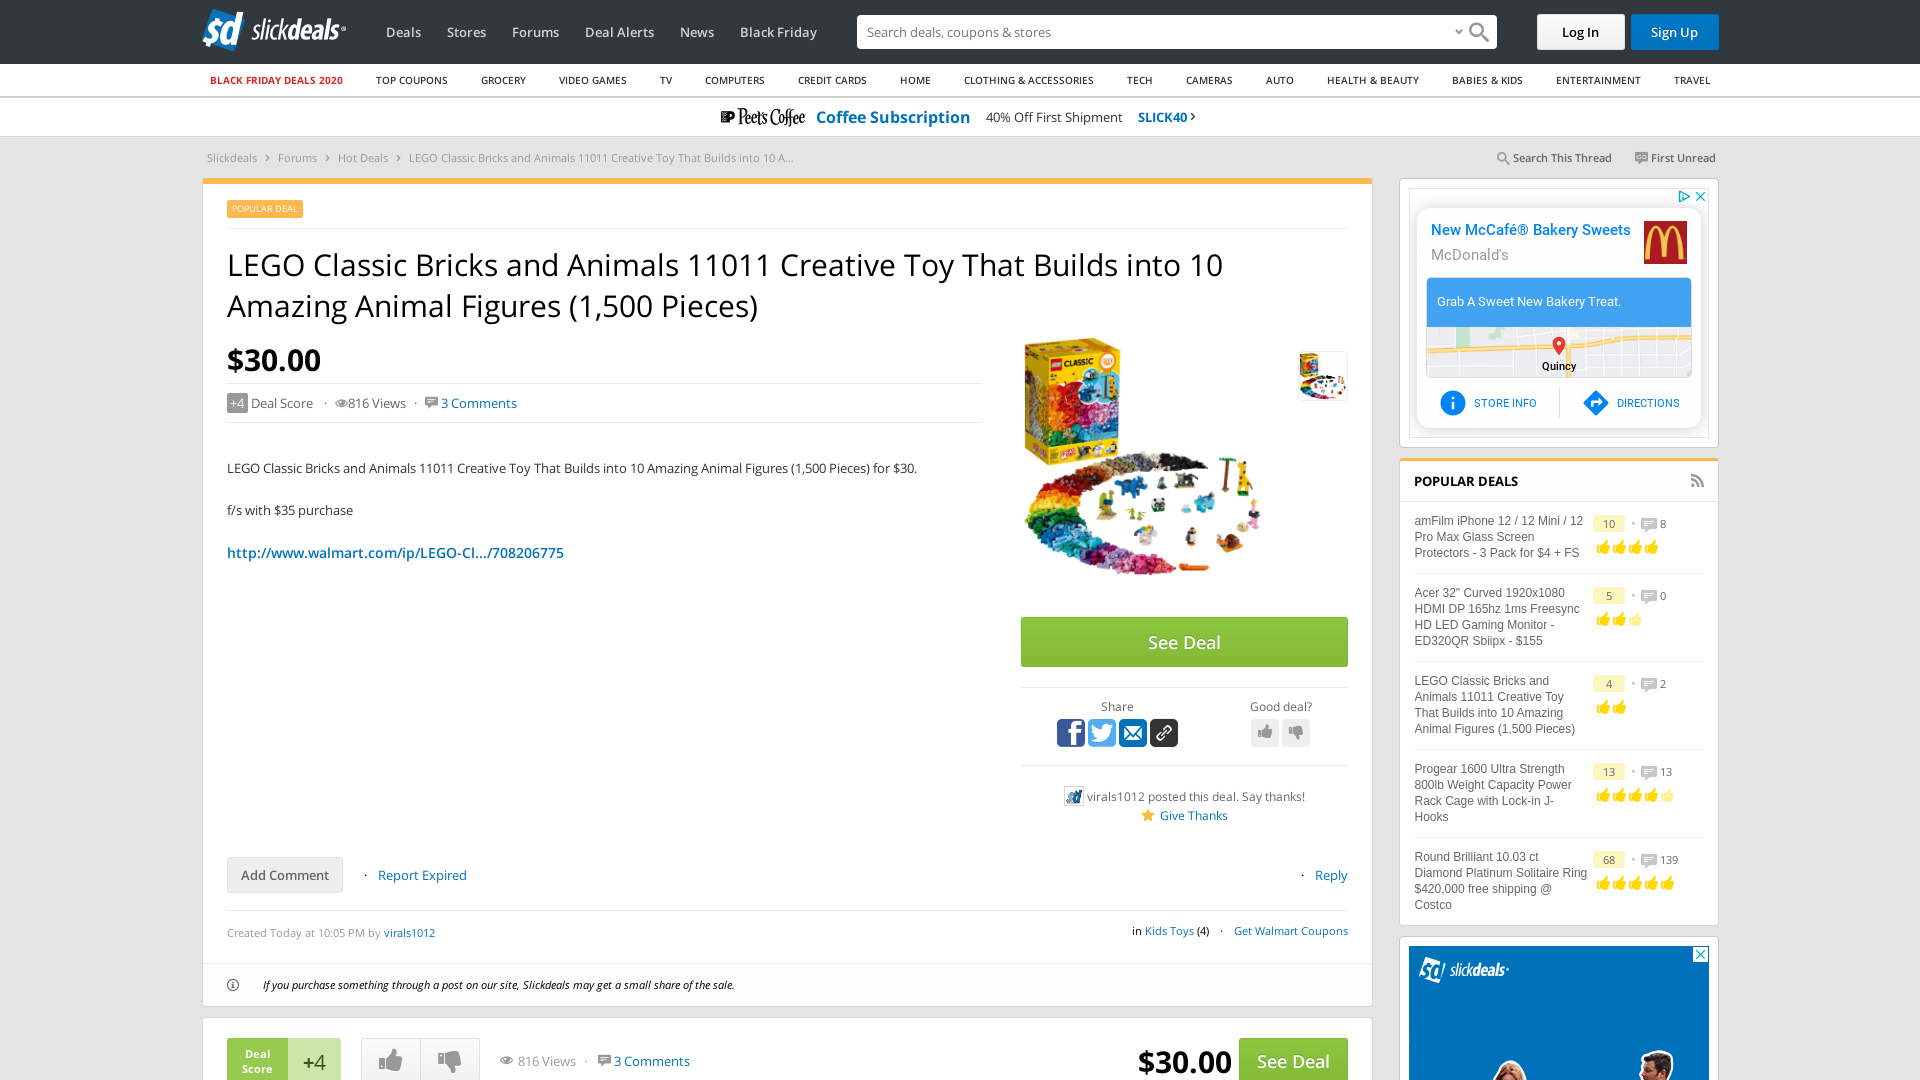 slickdeals
Deals
Stores
Forums
Deal Alerts
News
Black Friday
Search deals, coupons & stores
Log In
Sign Up
BLACK FRIDAY DEALS 2020
TOP COUPONS
GROCERY
VIDEO GAMES
TV
COMPUTERS
CREDIT CARDS
HOME
CLOTHING & ACCESSORIES
TECH
CAMERAS
AUTO
HEALTH & BEAUTY
BABIES & KIDS
ENTERTAINMENT
TRAVEL
Peet's Coffee Coffee Subscription 40% Off First Shipment SLICK40
Slickdeals
Forums
Hot Deals
LEGO Classic Bricks and Animals 11011 Creative Toy That Builds into 10 A...
Search This Thread
First Unread
POPULAR DEAL
LEGO Classic Bricks and Animals 11011 Creative Toy That Builds into 10
Amazing Animal Figures (1,500 Pieces)
$30.00
+4 Deal Score · 816 Views · 3 Comments
LEGO Classic Bricks and Animals 11011 Creative Toy That Builds into 10 Amazing Animal Figures (1,500 Pieces) for $30.
f/s with $35 purchase
http://www.walmart.com/ip/LEGO-Cl.../708206775
CLASSIC
See Deal
Share
Good deal?
virals1012 posted this deal. Say thanks!
Give Thanks
Add Comment
· Report Expired
· Reply
Created Today at 10:05 PM by virals1012
in Kids Toys (4) · Get Walmart Coupons
If you purchase something through a post on our site, Slickdeals may get a small share of the sale.
Deal
Score
+4
816 Views · 3 Comments
$30.00
See Deal
New McCafé® Bakery Sweets
McDonald's
Grab A Sweet New Bakery Treat.
Quincy
STORE INFO
DIRECTIONS
POPULAR DEALS
amFilm iPhone 12 / 12 Mini / 12
Pro Max Glass Screen
Protectors - 3 Pack for $4 + FS
10 • 8
Acer 32" Curved 1920x1080
HDMI DP 165hz 1ms Freesync
HD LED Gaming Monitor -
ED320QR Sbiipx - $155
5 • 0
LEGO Classic Bricks and
Animals 11011 Creative Toy
That Builds into 10 Amazing
Animal Figures (1,500 Pieces)
4 • 2
Progear 1600 Ultra Strength
800lb Weight Capacity Power
Rack Cage with Lock-in J-
Hooks
13 • 13
Round Brilliant 10.03 ct
Diamond Platinum Solitaire Ring
$420,000 free shipping @
Costco
68 • 139
slickdeals